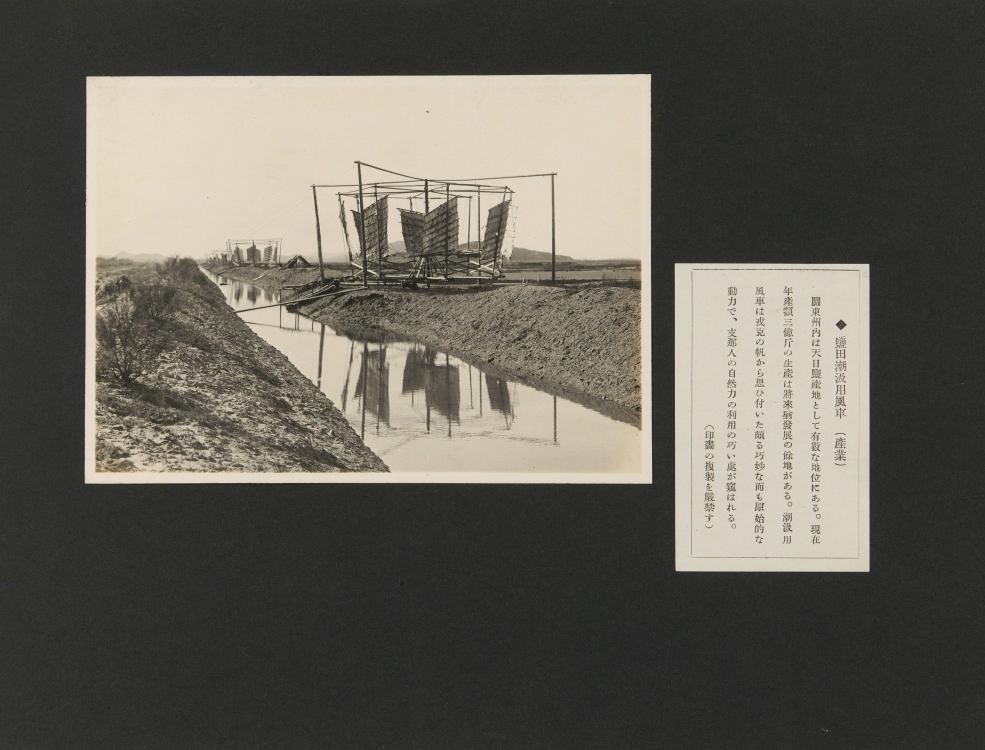 ◆ 鹽田潮汲用風車 (產業)
關東州內は天日鹽產地として有數な地位にある。現在
年產額三億斤の生產は將來猶發展の餘地がある。潮汲用
風車は戎克の帆から思ひ付いた頗る巧妙な而も原始的な
動力で、支那人の自然力の利用の巧い處が窺はれる。
(印畫の複製を嚴禁す)